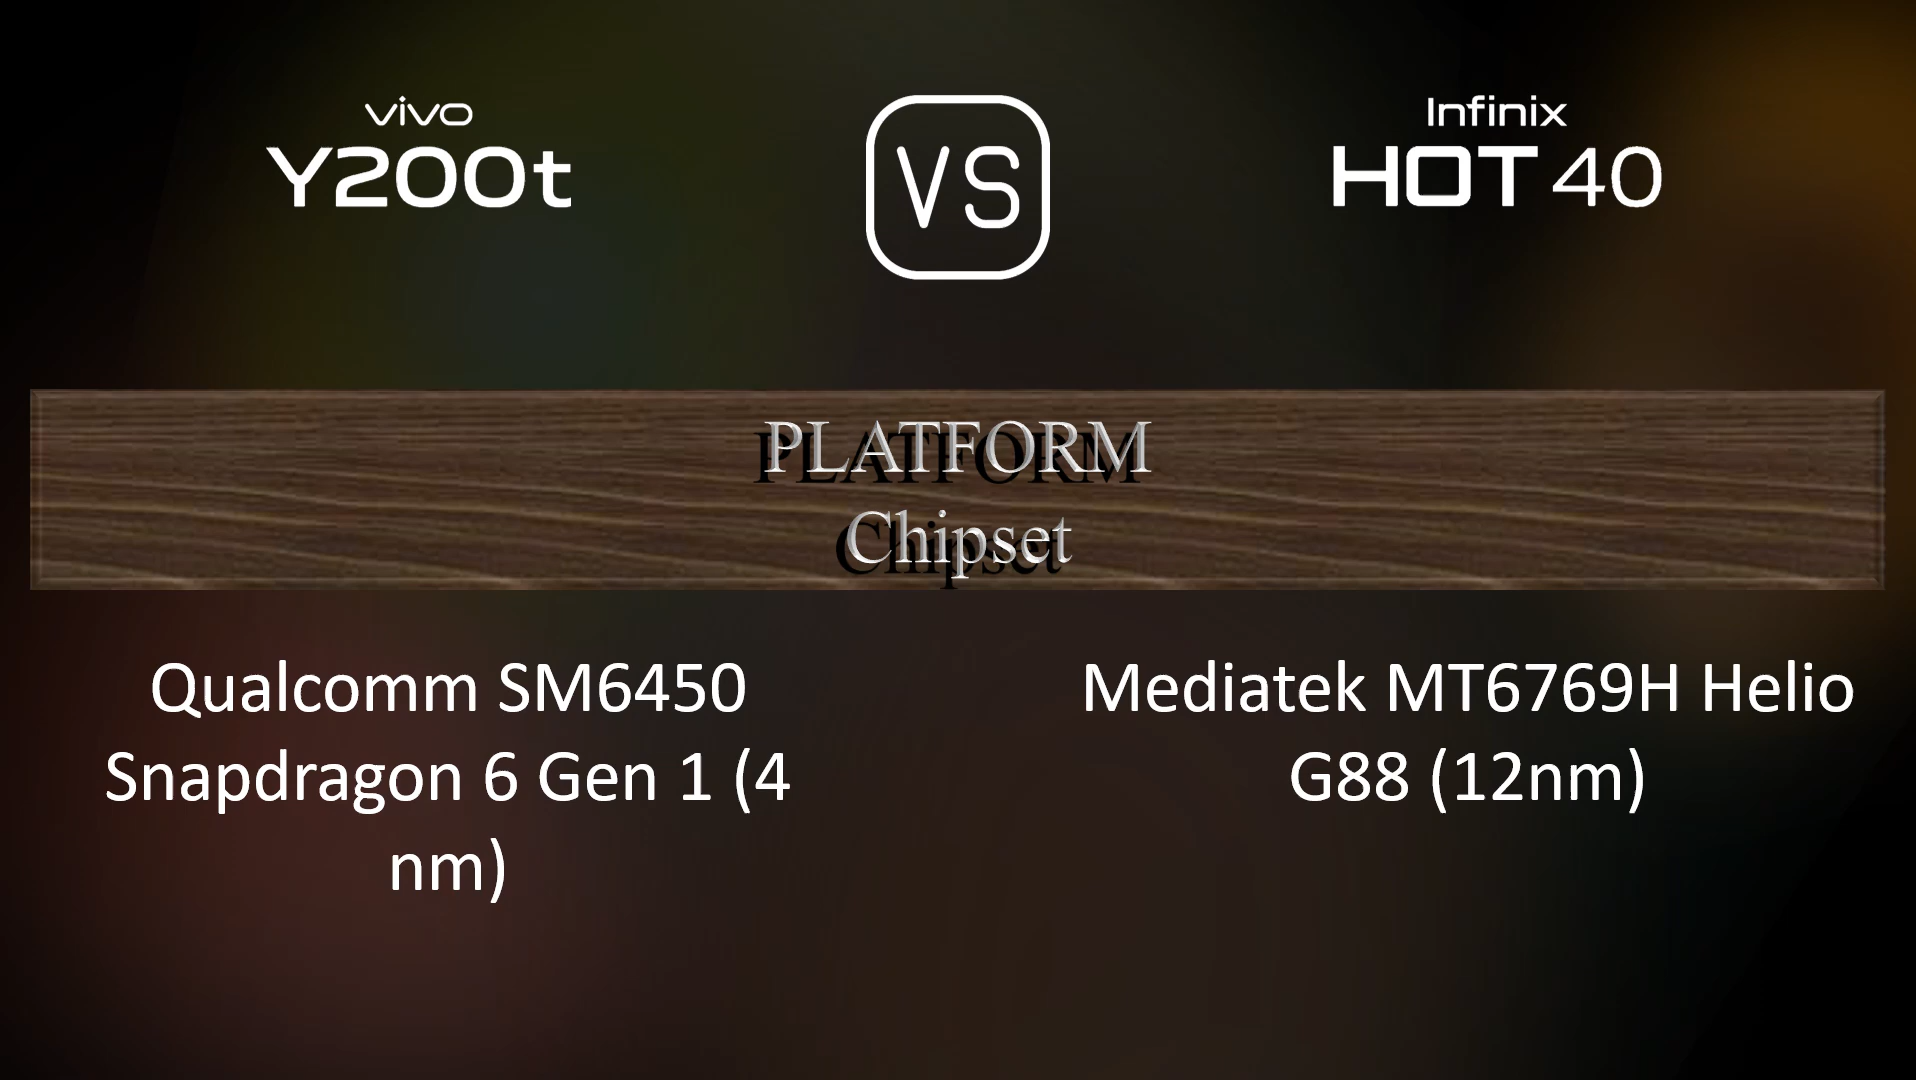 vivo
Y200t
VS
Infinix
HOT 40
PLATFORM
Chipset
Qualcomm SM6450
Snapdragon 6 Gen 1 (4
nm)
Mediatek MT6769H Helio
G88 (12nm)